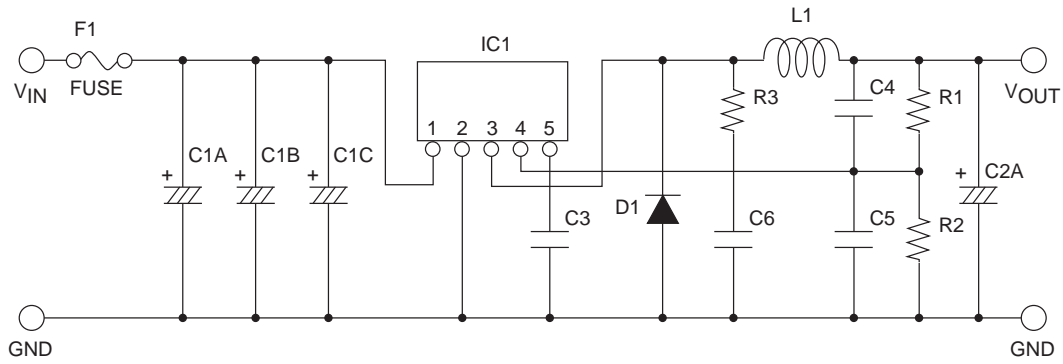 F1
FUSE
VIN
IC1
1 2 3 4 5
L1
VOUT
C1A
C1B
C1C
+
+
+
C3
D1
R3
C6
C4
R1
C5
R2
+
C2A
GND
GND